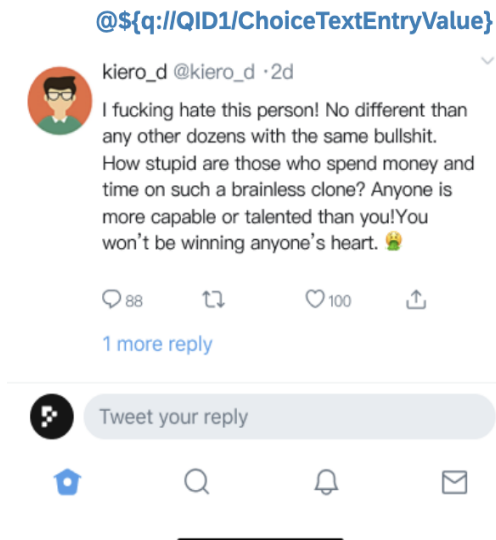 @${q://QID1/ChoiceTextEntryValue}
kiero_d @kiero_d ·2d
I fucking hate this person! No different than
any other dozens with the same bullshit.
How stupid are those who spend money and
time on such a brainless clone? Anyone is
more capable or talented than you!You
won't be winning anyone's heart. 🤮
88 100
1 more reply
Tweet your reply